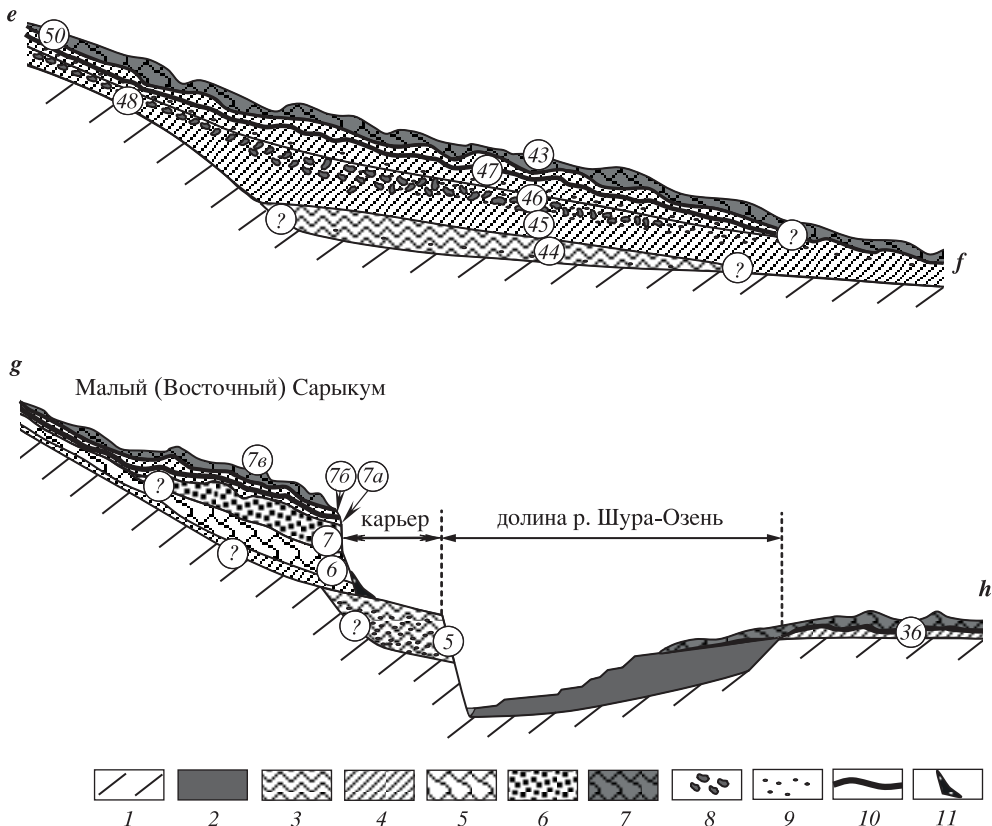 e
50
48
43
47
46
?
45
?
44
?
f
g
Малый (Восточный) Сарыкум
7в
7б 7а
?
карьер
долина р. Шура-Озень
7
?
6
h
?
5
36
1 2 3 4 5 6 7 8 9 10 11